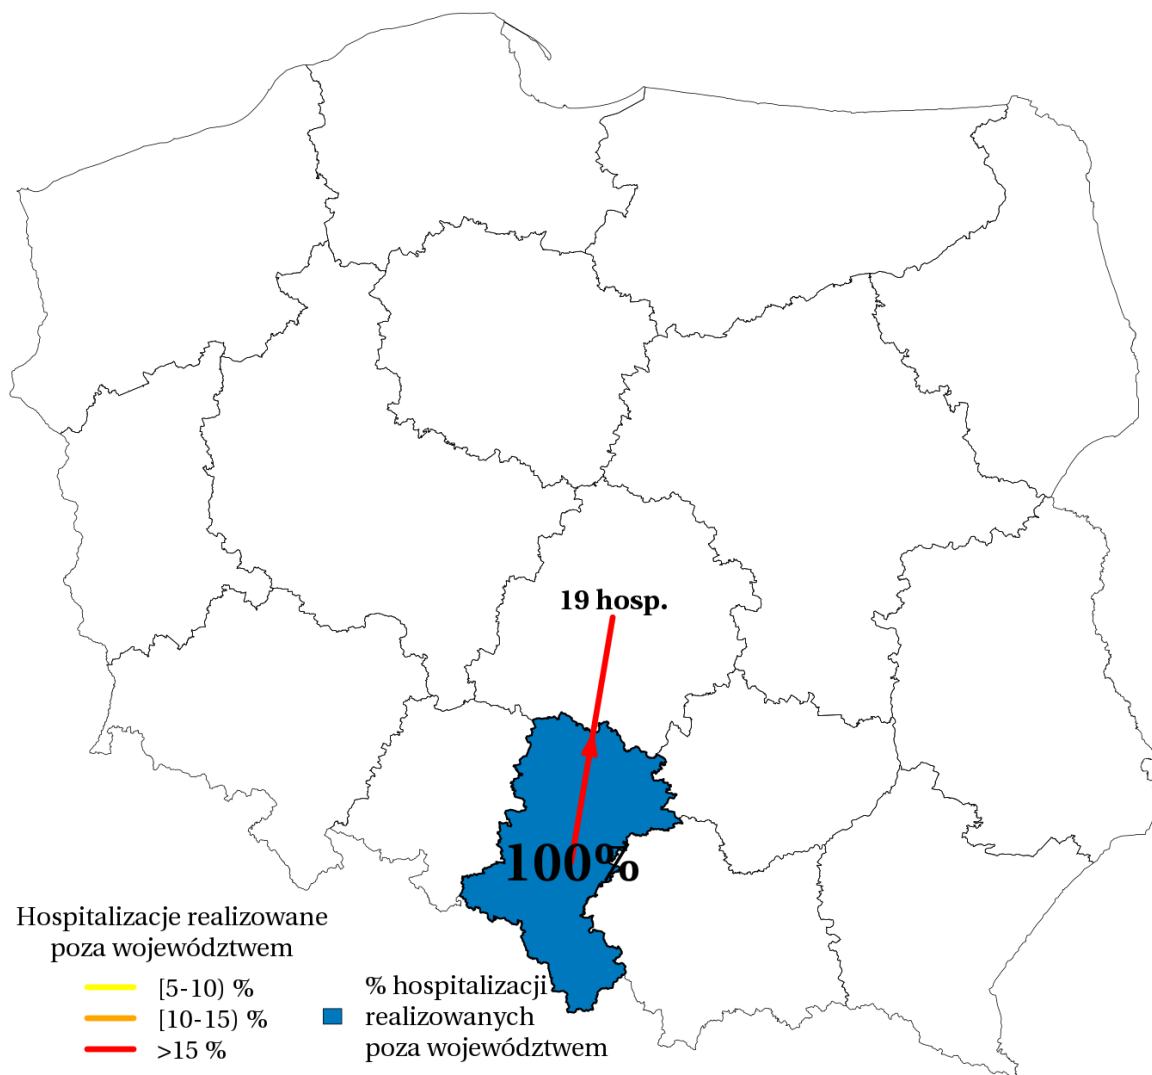 19 hosp.
100%
Hospitalizacje realizowane
poza województwem
[5-10) %
[10-15) %
>15 %
% hospitalizacji
realizowanych
poza województwem